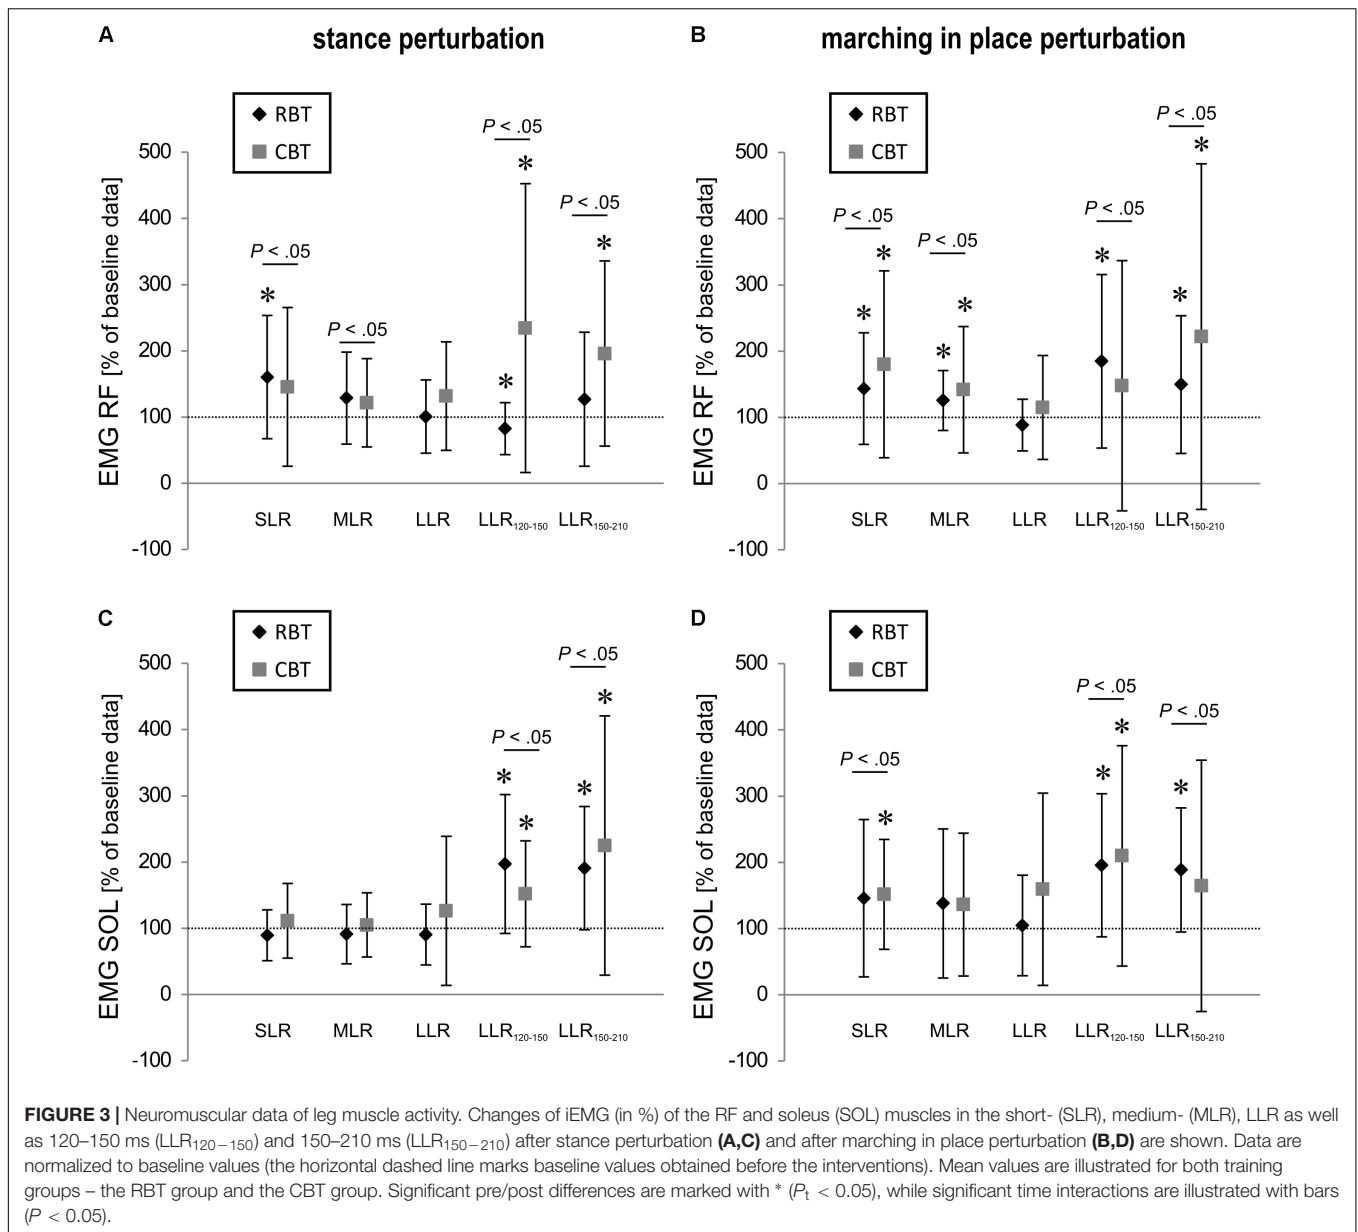 A
stance perturbation
RBT
CBT
EMG RF [% of baseline data]
500
400
300
200
100
0
-100
P < .05
*
P < .05
*
P < .05
*
P < .05
*
SLR
MLR
LLR
LLR120-150
LLR150-210
B
marching in place perturbation
RBT
CBT
EMG RF [% of baseline data]
500
400
300
200
100
0
-100
P < .05
*
*
P < .05
*
*
P < .05
*
P < .05
*
*
SLR
MLR
LLR
LLR120-150
LLR150-210
C
RBT
CBT
EMG SOL [% of baseline data]
500
400
300
200
100
0
-100
P < .05
*
*
P < .05
*
*
SLR
MLR
LLR
LLR120-150
LLR150-210
D
RBT
CBT
EMG SOL [% of baseline data]
500
400
300
200
100
0
-100
P < .05
*
P < .05
*
*
P < .05
*
SLR
MLR
LLR
LLR120-150
LLR150-210
FIGURE 3 | Neuromuscular data of leg muscle activity. Changes of iEMG (in %) of the RF and soleus (SOL) muscles in the short- (SLR), medium- (MLR), LLR as well
as 120–150 ms (LLR120−150) and 150–210 ms (LLR150−210) after stance perturbation (A,C) and after marching in place perturbation (B,D) are shown. Data are
normalized to baseline values (the horizontal dashed line marks baseline values obtained before the interventions). Mean values are illustrated for both training
groups – the RBT group and the CBT group. Significant pre/post differences are marked with * (Pt < 0.05), while significant time interactions are illustrated with bars
(P < 0.05).